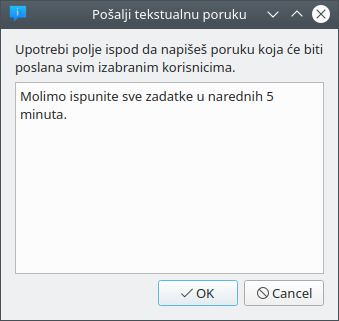 Pošalji tekstualnu poruku
Upotrebi polje ispod da napišeš poruku koja će biti
poslana svim izabranim korisnicima.
Molimo ispunite sve zadatke u narednih 5
minuta.
OK
Cancel